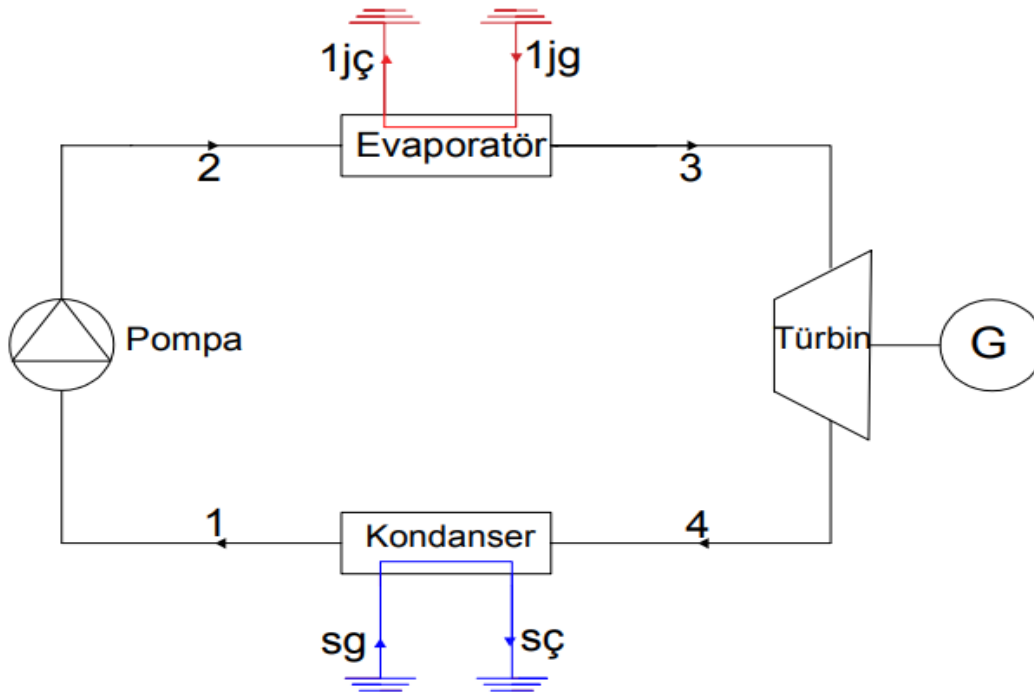 1jç 1jg
Evaporatör
2 3
Pompa
Türbin G
1 Kondanser 4
sg sç